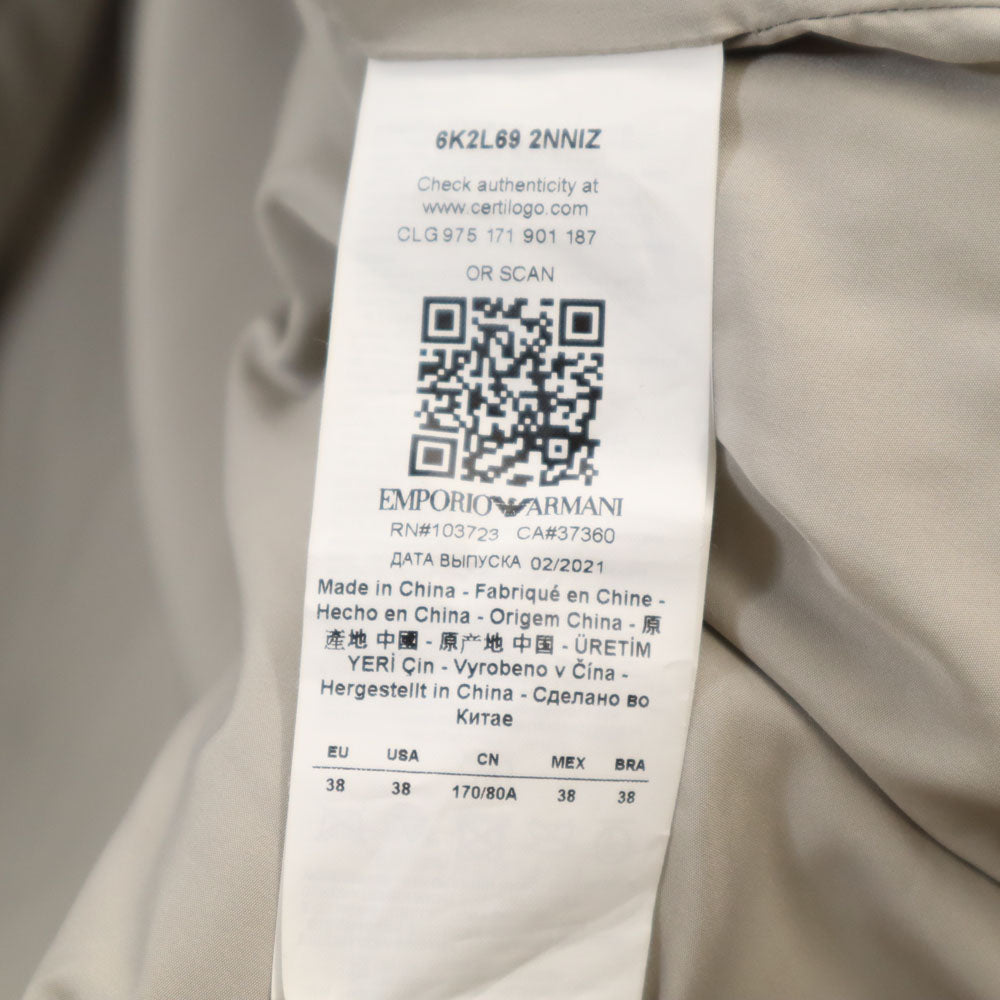 6K2L69 2NNIZ
Check authenticity at
www.certilogo.com
CLG 975 171 901 187
OR SCAN
EMPORIO ARMANI
RN#103723 CA#37360
ДАТА ВЫПУСКА 02/2021
Made in China - Fabriqué en Chine -
Hecho en China - Origem China - 原
產地 中國 - 原产地 中国 - ÜRETİM
YERİ Çin - Vyrobeno v Čína -
Hergestellt in China - Сделано во
Китае
EU USA CN MEX BRA
38 38 170/80A 38 38